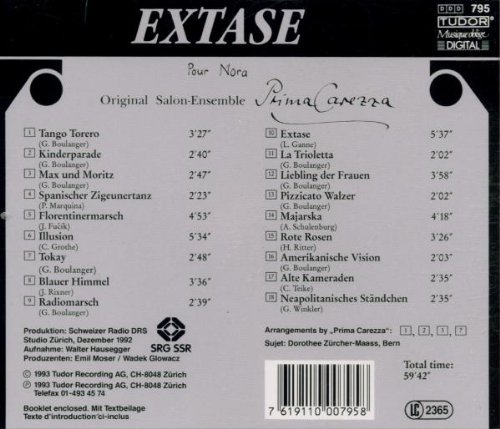 EXTASE
DDD 795
TUDOR
Musique oblige
DIGITAL
Pour Nora
Original Salon-Ensemble Prima Carezza
1 Tango Torero 3'27"
(G. Boulanger)
2 Kinderparade 2'40"
(G. Boulanger)
3 Max und Moritz 2'47"
(G. Boulanger)
4 Spanischer Zigeunertanz 2'23"
(P. Marquina)
5 Florentinermarsch 4'53"
(J. Fučik)
6 Illusion 5'34"
(C. Grothe)
7 Tokay 2'48"
(G. Boulanger)
8 Blauer Himmel 3'36"
(J. Rixner)
9 Radiomarsch 2'39"
(G. Boulanger)
10 Extase 5'37"
(L. Ganne)
11 La Trioletta 2'02"
(G. Boulanger)
12 Liebling der Frauen 3'58"
(G. Boulanger)
13 Pizzicato Walzer 2'02"
(G. Boulanger)
14 Majarska 4'18"
(A. Schulenburg)
15 Rote Rosen 3'26"
(H. Ritter)
16 Amerikanische Vision 2'03"
(G. Boulanger)
17 Alte Kameraden 2'35"
(C. Teike)
18 Neapolitanisches Ständchen 2'35"
(G. Winkler)
Produktion: Schweizer Radio DRS
Studio Zürich, Dezember 1992
Aufnahme: Walter Hausegger
Produzenten: Emil Moser / Wadek Glowacz
SRG SSR
Ⓒ 1993 Tudor Recording AG, CH-8048 Zürich
Ⓟ 1993 Tudor Recording AG, CH-8048 Zürich
Telefax 01-493 45 74
Booklet enclosed. Mit Textbeilage
Texte d'introduction ci-inclus
Arrangements by „Prima Carezza":
Sujet: Dorothee Zürcher-Maass, Bern
Total time:
59'42"
7 619110 007958
LC 2365